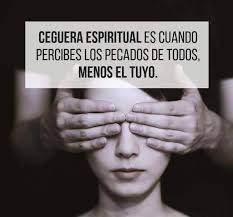 CEGUERA ESPIRITUAL ES CUANDO
PERCIBES LOS PECADOS DE TODOS,
MENOS EL TUYO.